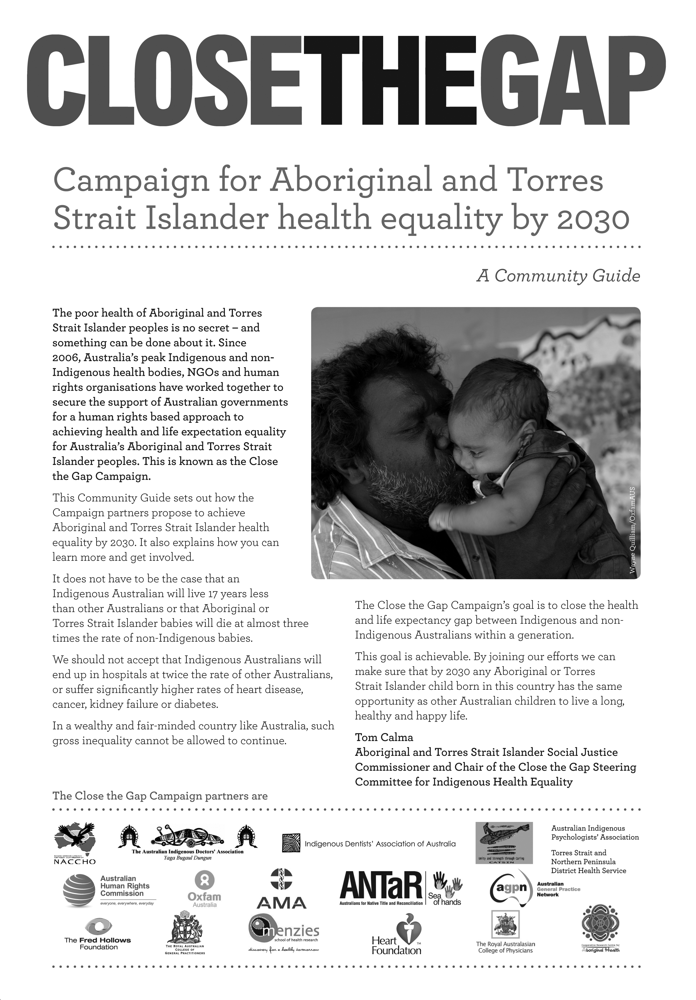 CLOSETHEGAP
Campaign for Aboriginal and Torres
Strait Islander health equality by 2030
A Community Guide
The poor health of Aboriginal and Torres
Strait Islander peoples is no secret – and
something can be done about it. Since
2006, Australia's peak Indigenous and non-
Indigenous health bodies, NGOs and human
rights organisations have worked together to
secure the support of Australian governments
for a human rights based approach to
achieving health and life expectation equality
for Australia's Aboriginal and Torres Strait
Islander peoples. This is known as the Close
the Gap Campaign.
This Community Guide sets out how the
Campaign partners propose to achieve
Aboriginal and Torres Strait Islander health
equality by 2030. It also explains how you can
learn more and get involved.
It does not have to be the case that an
Indigenous Australian will live 17 years less
than other Australians or that Aboriginal or
Torres Strait Islander babies will die at almost three
times the rate of non-Indigenous babies.
We should not accept that Indigenous Australians will
end up in hospitals at twice the rate of other Australians,
or suffer significantly higher rates of heart disease,
cancer, kidney failure or diabetes.
In a wealthy and fair-minded country like Australia, such
gross inequality cannot be allowed to continue.
Wayne Quilliam/OxfamAUS
The Close the Gap Campaign's goal is to close the health
and life expectancy gap between Indigenous and non-
Indigenous Australians within a generation.
This goal is achievable. By joining our efforts we can
make sure that by 2030 any Aboriginal or Torres
Strait Islander child born in this country has the same
opportunity as other Australian children to live a long,
healthy and happy life.
Tom Calma
Aboriginal and Torres Strait Islander Social Justice
Commissioner and Chair of the Close the Gap Steering
Committee for Indigenous Health Equality
The Close the Gap Campaign partners are
NACCHO
The Australian Indigenous Doctors' Association
Yaga Bugaul Dungun
Indigenous Dentists' Association of Australia
Unity and Strength through Caring
CATSIN
Australian Indigenous
Psychologists' Association
Torres Strait and
Northern Peninsula
District Health Service
Australian
Human Rights
Commission
everyone, everywhere, everyday
Oxfam
Australia
AMA
ANTaR
Australians for Native Title and Reconciliation
Sea
of hands
agpn
Australian
General Practice
Network
The Fred Hollows
Foundation
THE ROYAL AUSTRALIAN
COLLEGE OF
GENERAL PRACTITIONERS
menzies
school of health research
discovery for a healthy tomorrow
Heart
Foundation
TM
The Royal Australasian
College of Physicians
Cooperative Research Centre for
Aboriginal Health